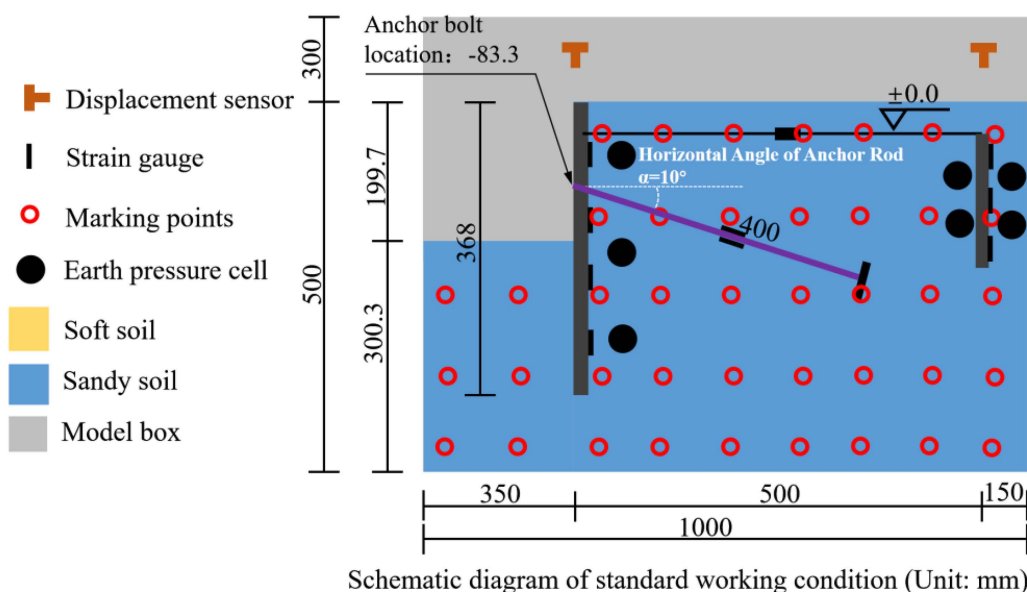 Anchor bolt
location: -83.3
300
Displacement sensor
±0.0
Strain gauge
Horizontal Angle of Anchor Rod
α=10°
199.7
Marking points
400
368
Earth pressure cell
500
Soft soil
300.3
Sandy soil
Model box
350
500
150
1000
Schematic diagram of standard working condition (Unit: mm)